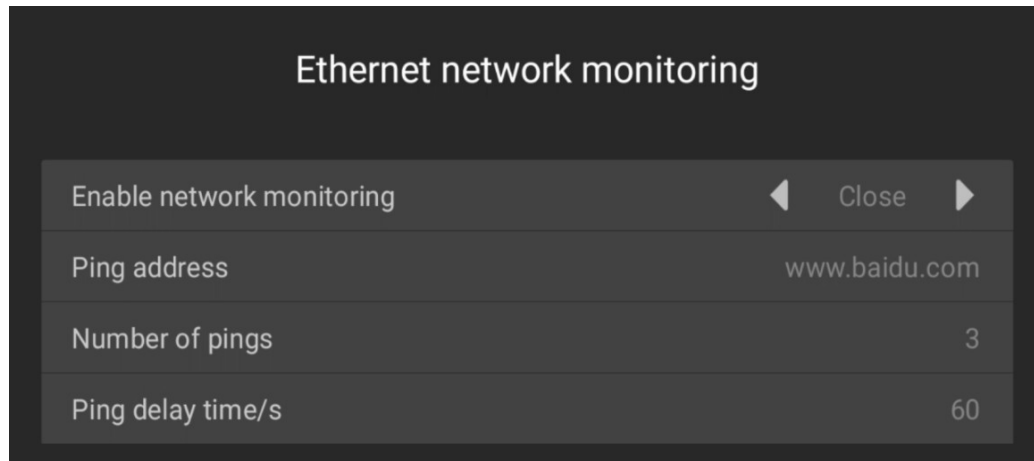 Ethernet network monitoring
Enable network monitoring Close
Ping address www.baidu.com
Number of pings 3
Ping delay time/s 60